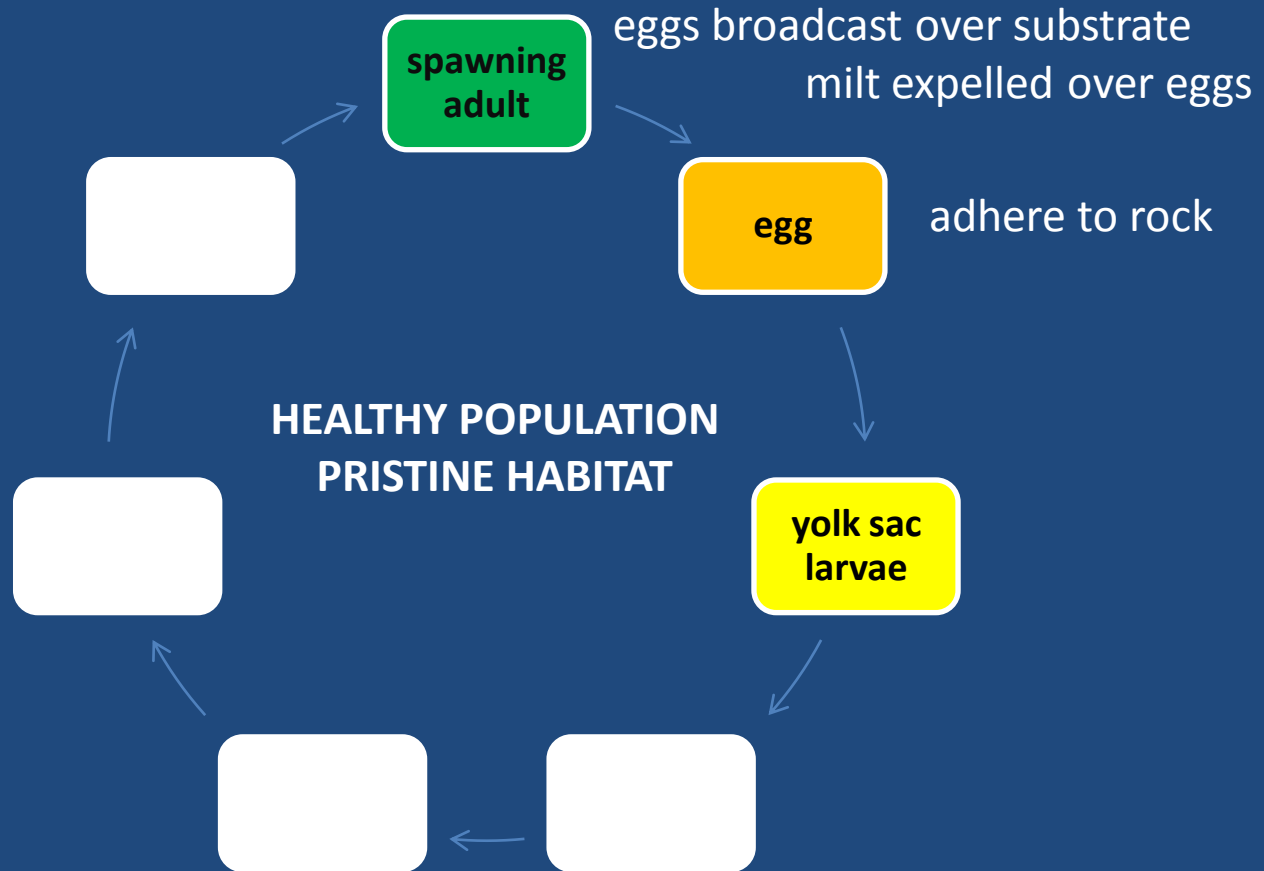 spawning
adult
eggs broadcast over substrate
milt expelled over eggs
egg
adhere to rock
HEALTHY POPULATION
PRISTINE HABITAT
yolk sac
larvae